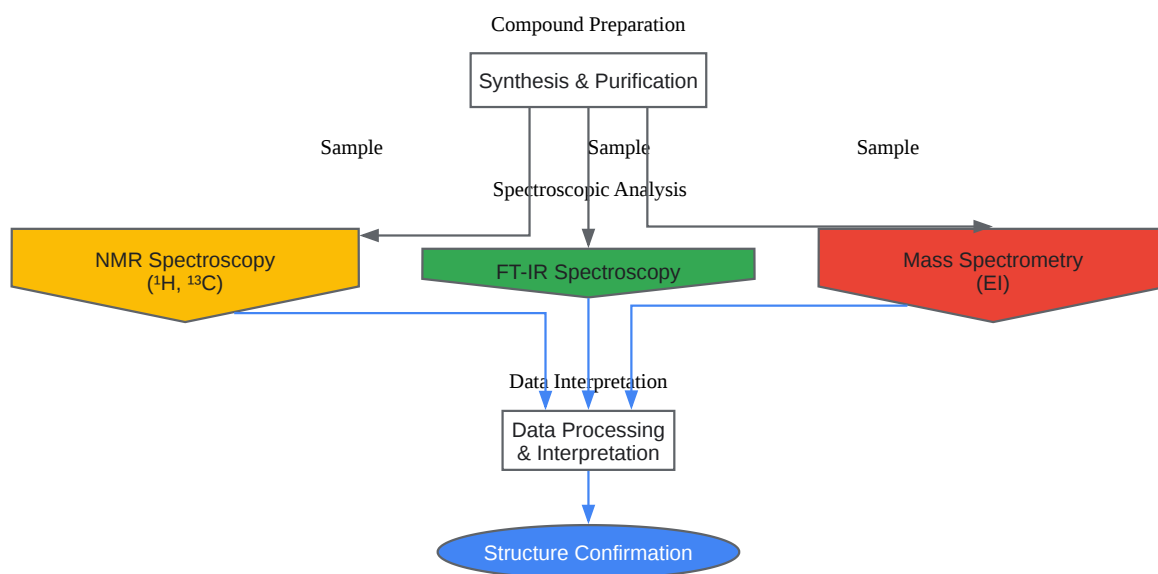 Compound Preparation
Synthesis & Purification
Sample
Sample
Sample
Spectroscopic Analysis
NMR Spectroscopy
(¹H, ¹³C)
FT-IR Spectroscopy
Mass Spectrometry
(EI)
Data Interpretation
Data Processing
& Interpretation
Structure Confirmation